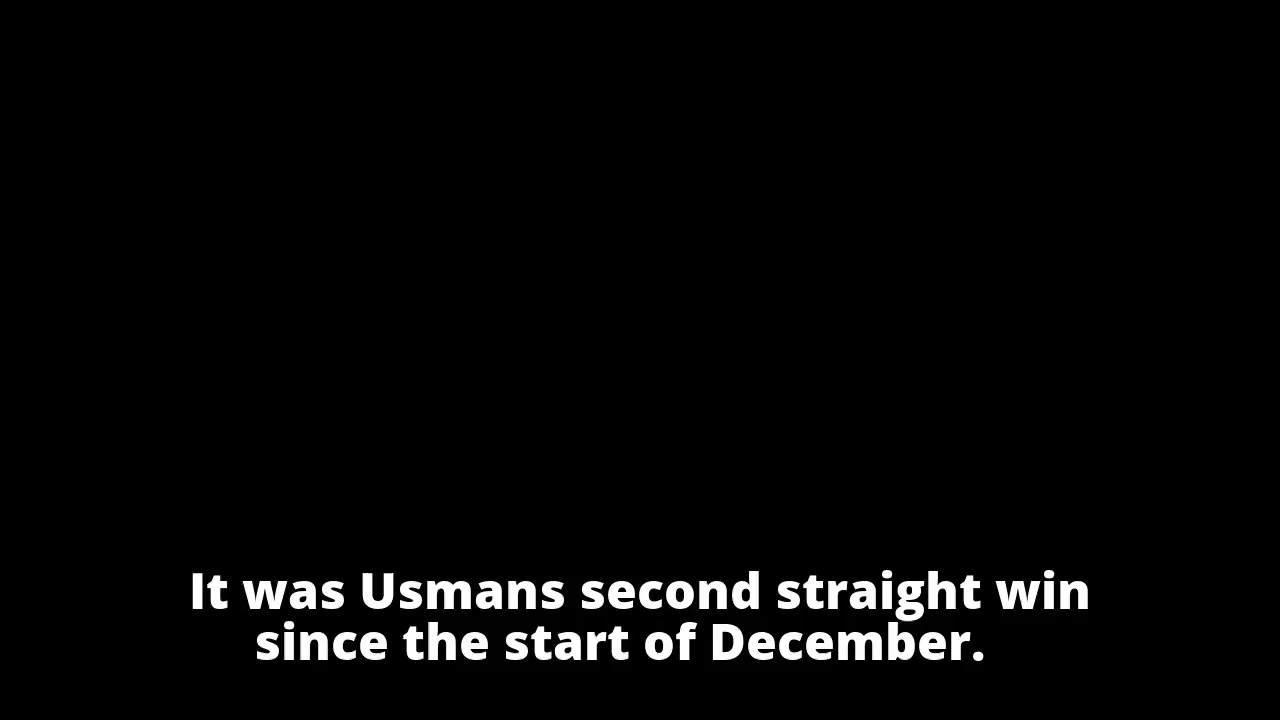 It was Usmans second straight win
since the start of December.